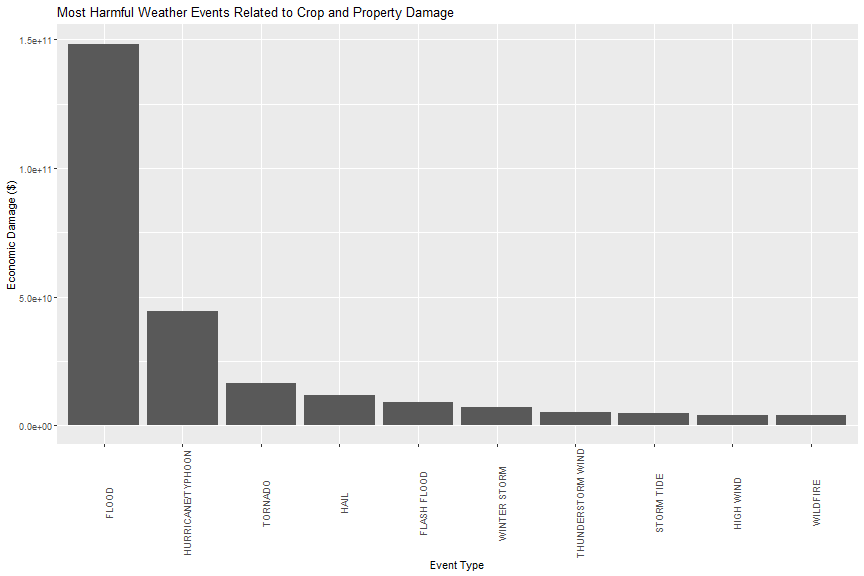 Most Harmful Weather Events Related to Crop and Property Damage
1.5e+11
1.0e+11
5.0e+10
0.0e+00
Economic Damage ($)
FLOOD
HURRICANE/TYPHOON
TORNADO
HAIL
FLASH FLOOD
WINTER STORM
THUNDERSTORM WIND
STORM TIDE
HIGH WIND
WILDFIRE
Event Type